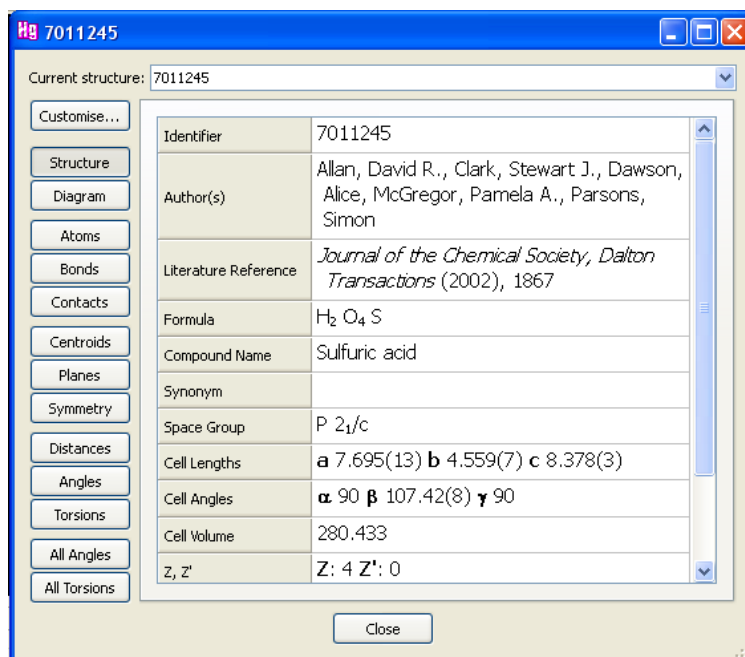 Hg 7011245
Current structure: 7011245
Customise...
Structure
Diagram
Atoms
Bonds
Contacts
Centroids
Planes
Symmetry
Distances
Angles
Torsions
All Angles
All Torsions
Identifier 7011245
Author(s) Allan, David R., Clark, Stewart J., Dawson,
Alice, McGregor, Pamela A., Parsons,
Simon
Literature Reference Journal of the Chemical Society, Dalton
Transactions (2002), 1867
Formula H₂ O₄ S
Compound Name Sulfuric acid
Synonym
Space Group P 2₁/c
Cell Lengths a 7.695(13) b 4.559(7) c 8.378(3)
Cell Angles α 90 β 107.42(8) γ 90
Cell Volume 280.433
Z, Z' Z: 4 Z': 0
Close